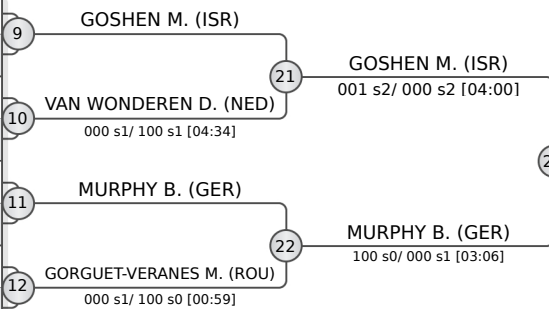 GOSHEN M. (ISR)
9
GOSHEN M. (ISR)
21
001 s2/ 000 s2 [04:00]
VAN WONDEREN D. (NED)
10
000 s1/ 100 s1 [04:34]
2
MURPHY B. (GER)
11
MURPHY B. (GER)
22
100 s0/ 000 s1 [03:06]
GORGUET-VERANES M. (ROU)
12
000 s1/ 100 s0 [00:59]